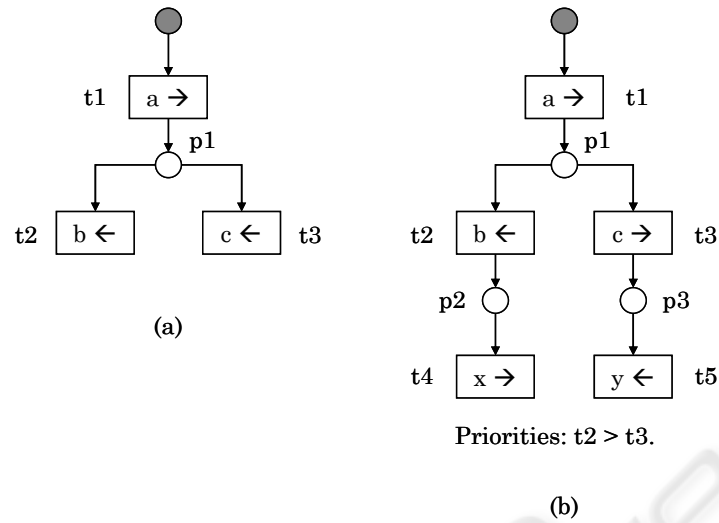 t1 a → a → t1
p1 p1
t2 b ← c ← t3 t2 b ← c → t3
p2 p3
(a)
t4 x → y ← t5
Priorities: t2 > t3.
(b)